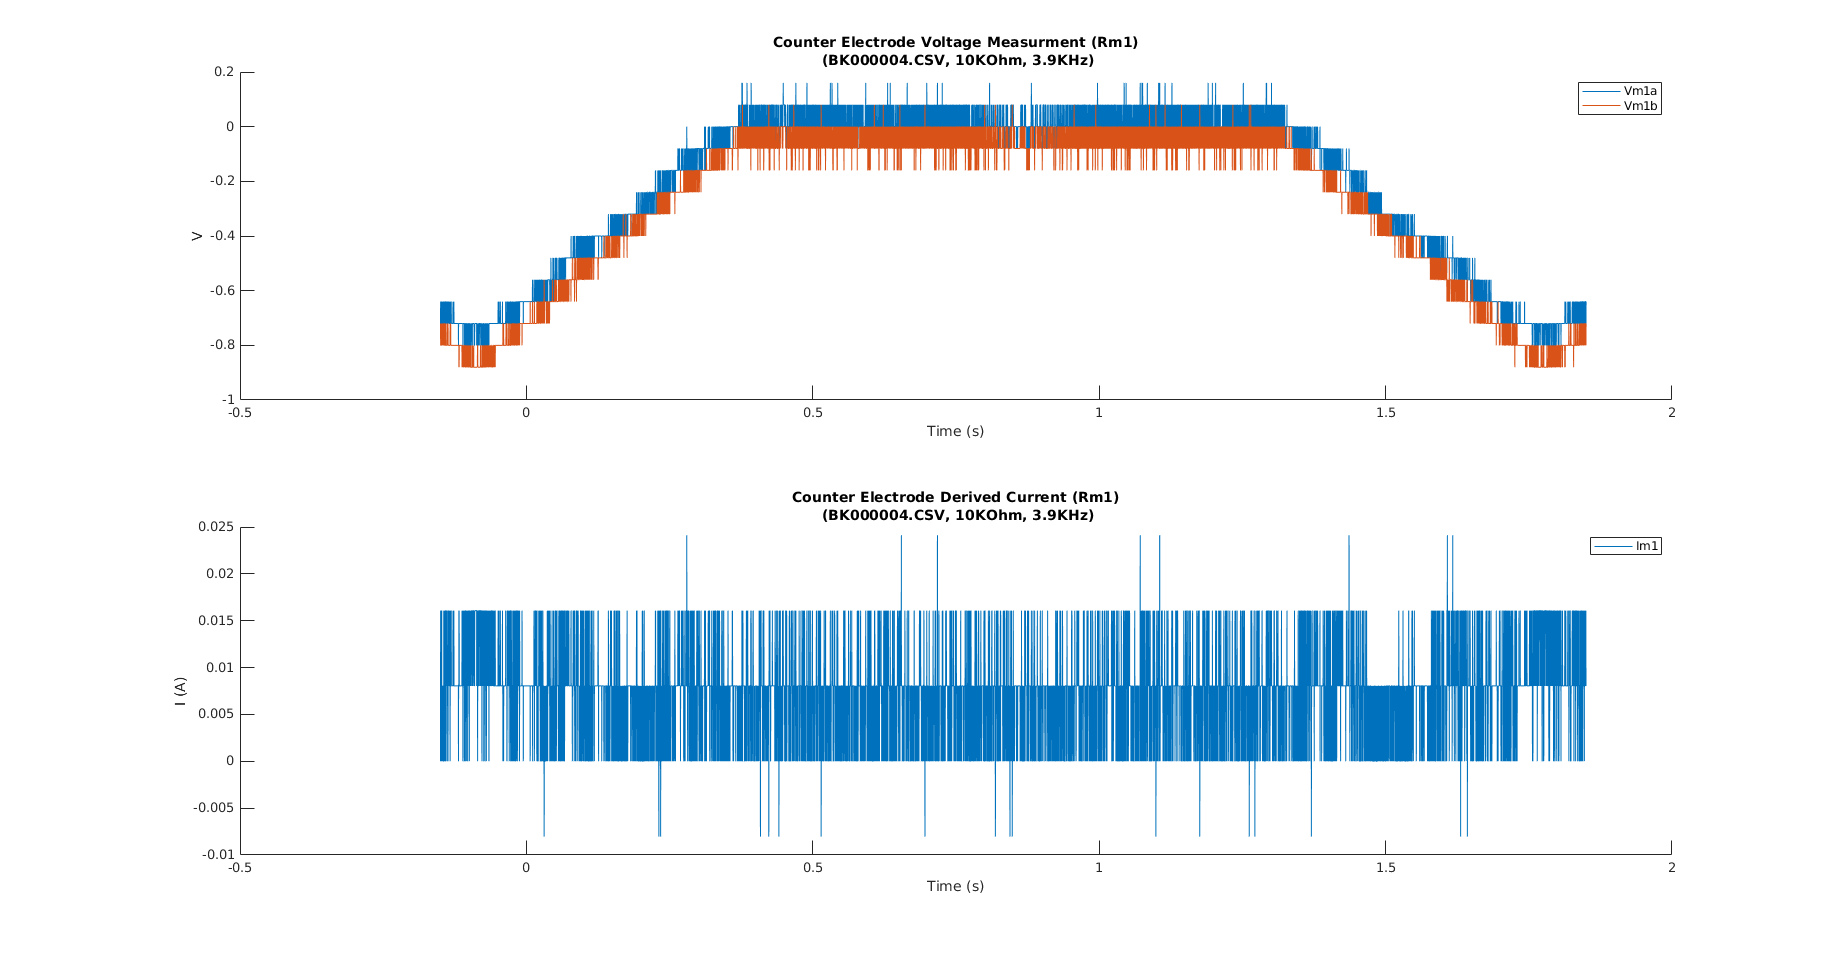 Counter Electrode Voltage Measurment (Rm1)
(BK000004.CSV, 10KOhm, 3.9KHz)
0.2
0
-0.2
-0.4
-0.6
-0.8
-1
V
Vm1a
Vm1b
-0.5
0
0.5
1
1.5
2
Time (s)
Counter Electrode Derived Current (Rm1)
(BK000004.CSV, 10KOhm, 3.9KHz)
0.025
0.02
0.015
0.01
0.005
0
-0.005
-0.01
I (A)
Im1
-0.5
0
0.5
1
1.5
2
Time (s)